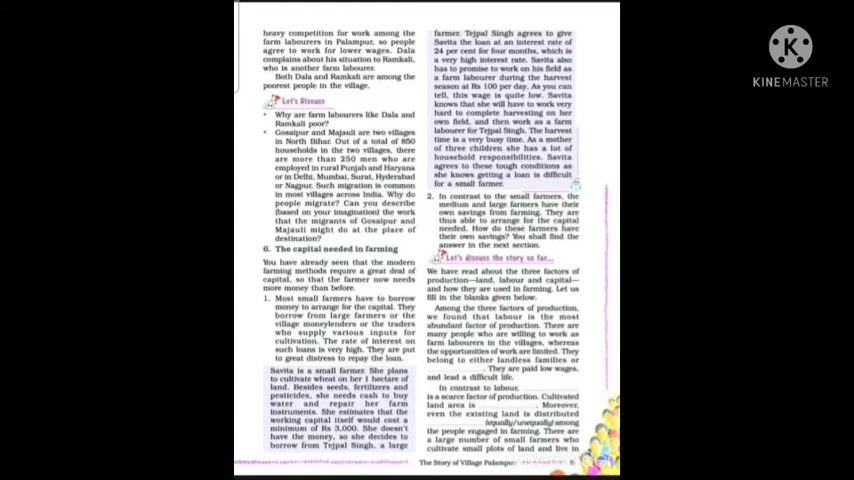 heavy competition for work among the
farm labourers in Palampur, so people
agree to work for lower wages. Dala
complains about his situation to Ramkali,
who is another farm labourer.
Both Dala and Ramkali are among the
poorest people in the village.
Let's Discuss
• Why are farm labourers like Dala and
Ramkali poor?
• Gosaipur and Majauli are two villages
in North Bihar. Out of a total of 850
households in the two villages, there
are more than 250 men who are
employed in rural Punjab and Haryana
or in Delhi, Mumbai, Surat, Hyderabad
or Nagpur. Such migration is common
in most villages across India. Why do
people migrate? Can you describe
(based on your imagination) the work
that the migrants of Gosaipur and
Majauli might do at the place of
destination?
6. The capital needed in farming
You have already seen that the modern
farming methods require a great deal of
capital, so that the farmer now needs
more money than before.
1. Most small farmers have to borrow
money to arrange for the capital. They
borrow from large farmers or the
village moneylenders or the traders
who supply various inputs for
cultivation. The rate of interest on
such loans is very high. They are put
to great distress to repay the loan.
Savita is a small farmer. She plans
to cultivate wheat on her 1 hectare of
land. Besides seeds, fertilizers and
pesticides, she needs cash to buy
water and repair her farm
instruments. She estimates that the
working capital itself would cost a
minimum of Rs 3,000. She doesn't
have the money, so she decides to
borrow from Tejpal Singh, a large
farmer. Tejpal Singh agrees to give
Savita the loan at an interest rate of
24 per cent for four months, which is
a very high interest rate. Savita also
has to promise to work on his field as
a farm labourer during the harvest
season at Rs 100 per day. As you can
tell, this wage is quite low. Savita
knows that she will have to work very
hard to complete harvesting on her
own field, and then work as a farm
labourer for Tejpal Singh. The harvest
time is a very busy time. As a mother
of three children she has a lot of
household responsibilities. Savita
agrees to these tough conditions as
she knows getting a loan is difficult
for a small farmer.
2. In contrast to the small farmers, the
medium and large farmers have their
own savings from farming. They are
thus able to arrange for the capital
needed. How do these farmers have
their own savings? You shall find the
answer in the next section.
Let's discuss the story so far...
We have read about the three factors of
production—land, labour and capital—
and how they are used in farming. Let us
fill in the blanks given below.
Among the three factors of production,
we found that labour is the most
abundant factor of production. There are
many people who are willing to work as
farm labourers in the villages, whereas
the opportunities of work are limited. They
belong to either landless families or
____________. They are paid low wages,
and lead a difficult life.
In contrast to labour, ____________
is a scarce factor of production. Cultivated
land area is ____________. Moreover,
even the existing land is distributed
____________ (equally/unequally) among
the people engaged in farming. There are
a large number of small farmers who
cultivate small plots of land and live in
The Story of Village Palampur
K
KINEMASTER